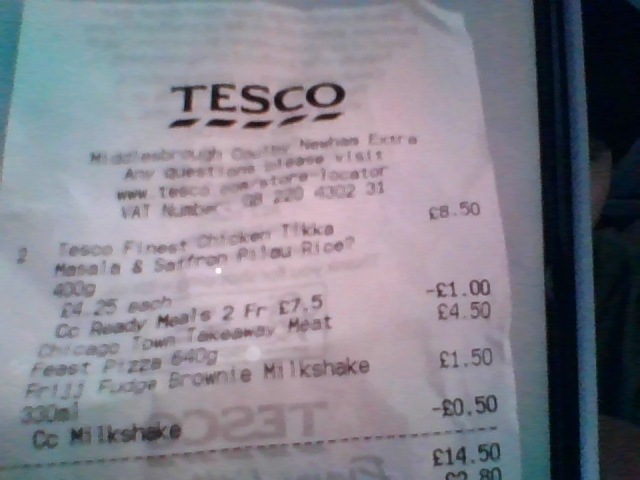 TESCO
Middlesbrough Coulby Newham Extra
Any questions please visit
www.tesco.com/store-locator
VAT Number: GB 220 4302 31
2 Tesco Finest Chicken Tikka £8.50
Masala & Saffron Pilau Rice?
400g
£4.25 each
Cc Ready Meals 2 Fr £7.5 -£1.00
Chicago Town Takeaway Meat £4.50
Feast Pizza 640g
Frijj Fudge Brownie Milkshake £1.50
330ml
Cc Milkshake -£0.50
£14.50
£2.80